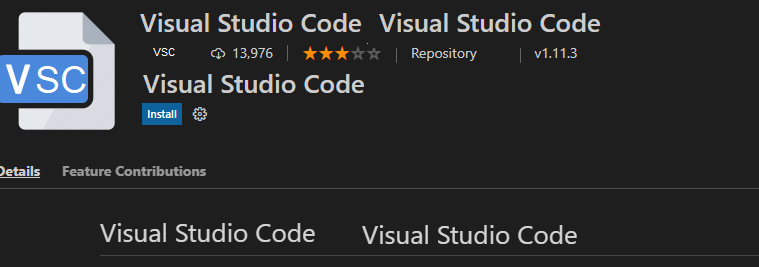 Visual Studio Code Visual Studio Code
VSC 13,976 Repository v1.11.3
VSC
Visual Studio Code
Install
Details Feature Contributions
Visual Studio Code Visual Studio Code